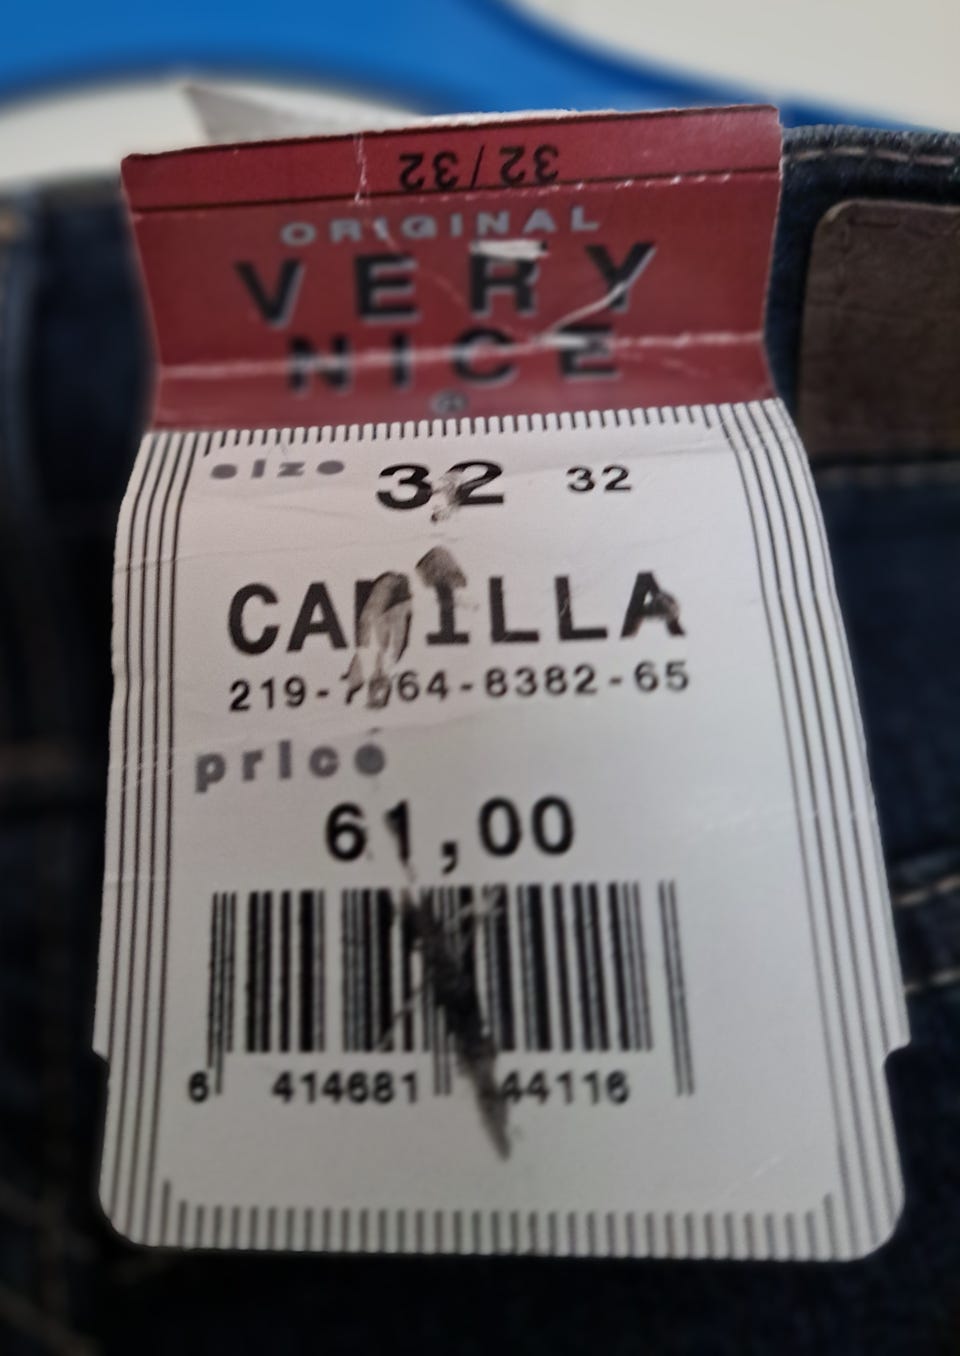 32/32
ORIGINAL
VERY
NICE
®
size 32 32
price
61,00
6 414681